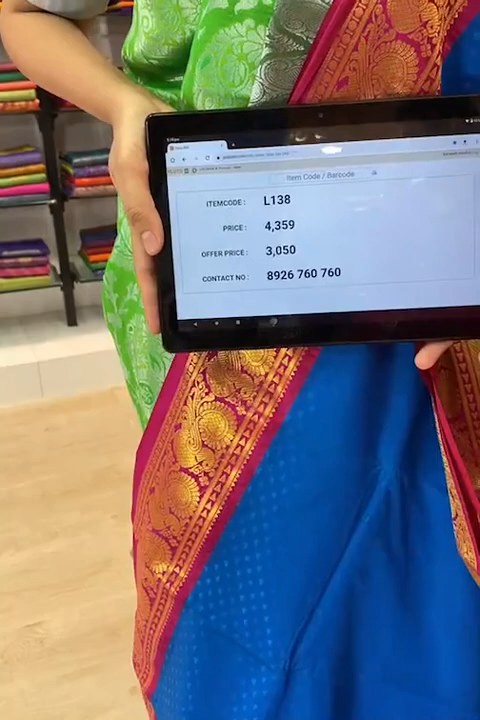 Item Code / Barcode
ITEMCODE : L138
PRICE : 4,359
OFFER PRICE : 3,050
CONTACT NO : 8926 760 760